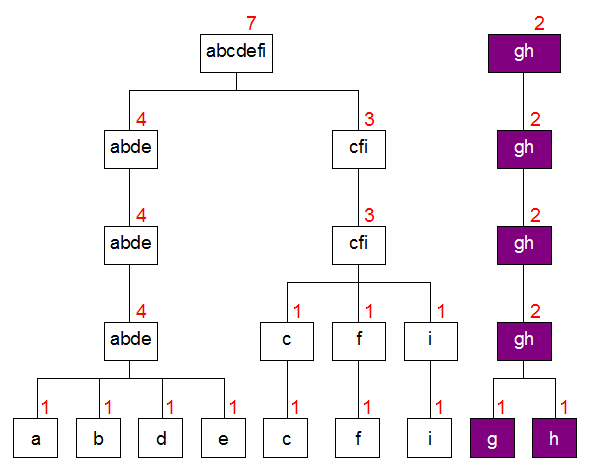 7 2
abcdefi gh
4 3 2
abde cfi gh
4 3 2
abde cfi gh
4 1 1 1 2
abde c f i gh
1 1 1 1 1 1 1 1 1
a b d e c f i g h